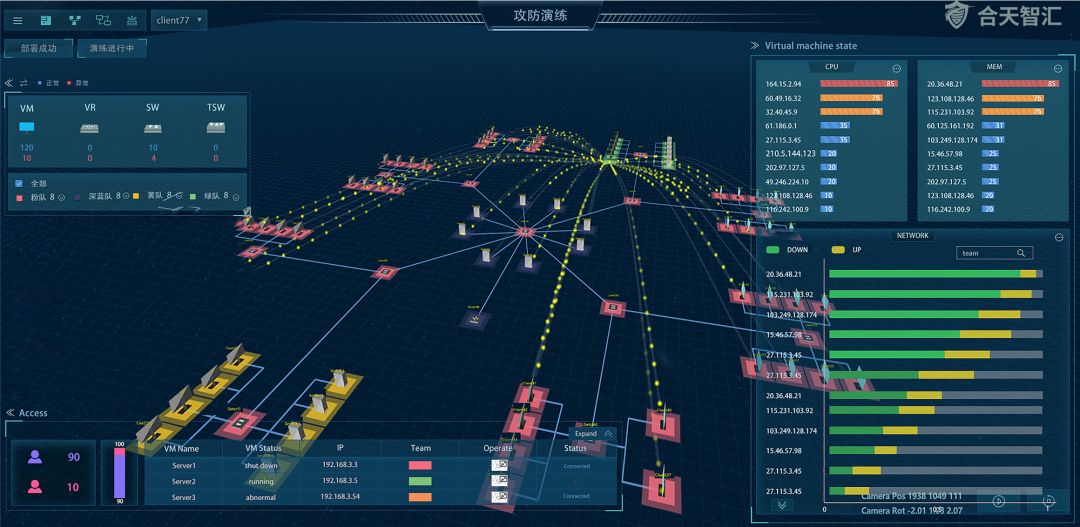 client77
攻防演练
合天智汇
部署成功
演练进行中
Virtual machine state
正常
异常
VM
VR
SW
TSW
120
0
10
0
10
0
4
0
全部
粉队 8
深蓝队 8
黄队 8
绿队 8
CPU
164.15.2.94
85
60.49.16.32
76
32.40.45.9
76
61.186.0.1
35
27.115.3.45
35
210.5.144.123
20
202.97.127.5
20
49.246.224.10
20
123.108.128.46
10
116.242.100.9
10
MEM
20.36.48.21
85
123.108.128.46
76
115.231.103.92
76
60.125.161.192
31
103.249.128.174
31
15.46.57.98
25
27.115.3.45
25
202.97.127.5
25
123.108.128.46
20
116.242.100.9
20
NETWORK
DOWN
UP
team
20.36.48.21
115.231.103.92
103.249.128.174
15.46.57.98
27.115.3.45
27.115.3.45
20.36.48.21
115.231.103.92
103.249.128.174
15.46.57.98
27.115.3.45
27.115.3.45
0
Camera Pos 1938 1049 111
Camera Rot -2.01 1938 2.07
Access
90
10
100
90
Expand
VM Name
VM Status
IP
Team
Operate
Status
Server1
shut down
192.168.3.3
Connected
Server2
running
192.168.3.5
-
Server3
abnormal
192.168.3.54
Connected